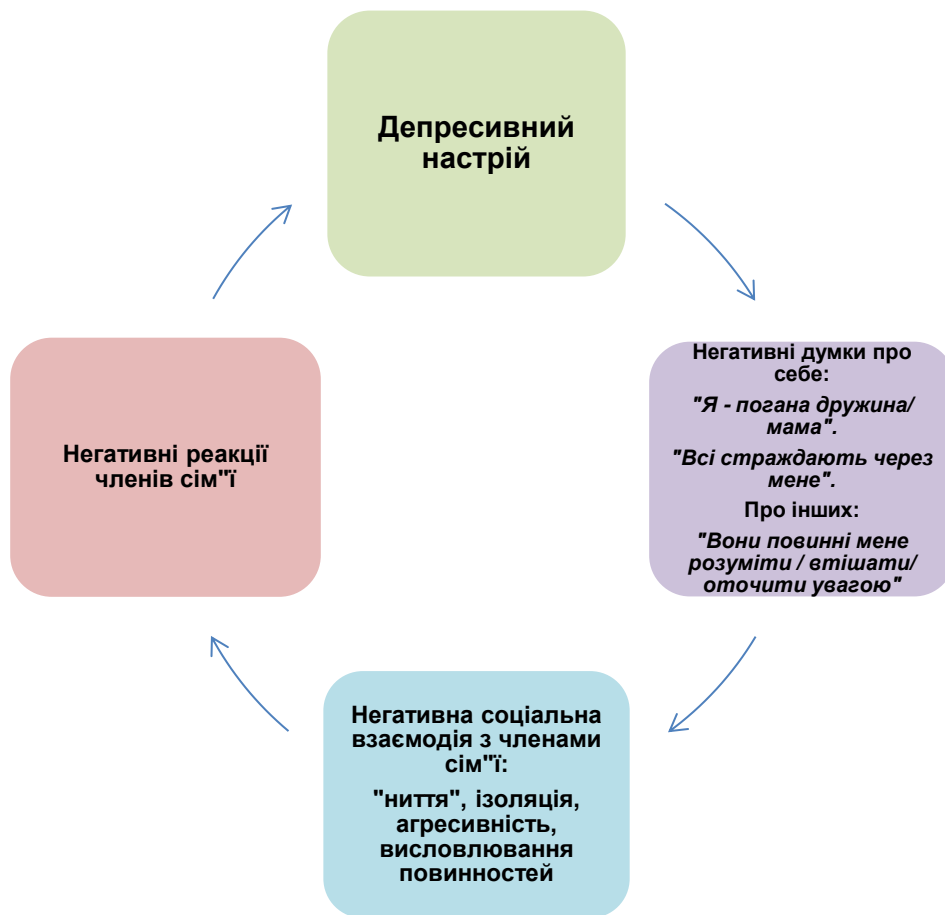 Депресивний
настрій
Негативні думки про
себе:
"Я - погана дружина/
мама".
"Всі страждають через
мене".
Про інших:
"Вони повинні мене
розуміти / втішати/
оточити увагою"
Негативна соціальна
взаємодія з членами
сім"ї:
"ниття", ізоляція,
агресивність,
висловлювання
повинностей
Негативні реакції
членів сім"ї